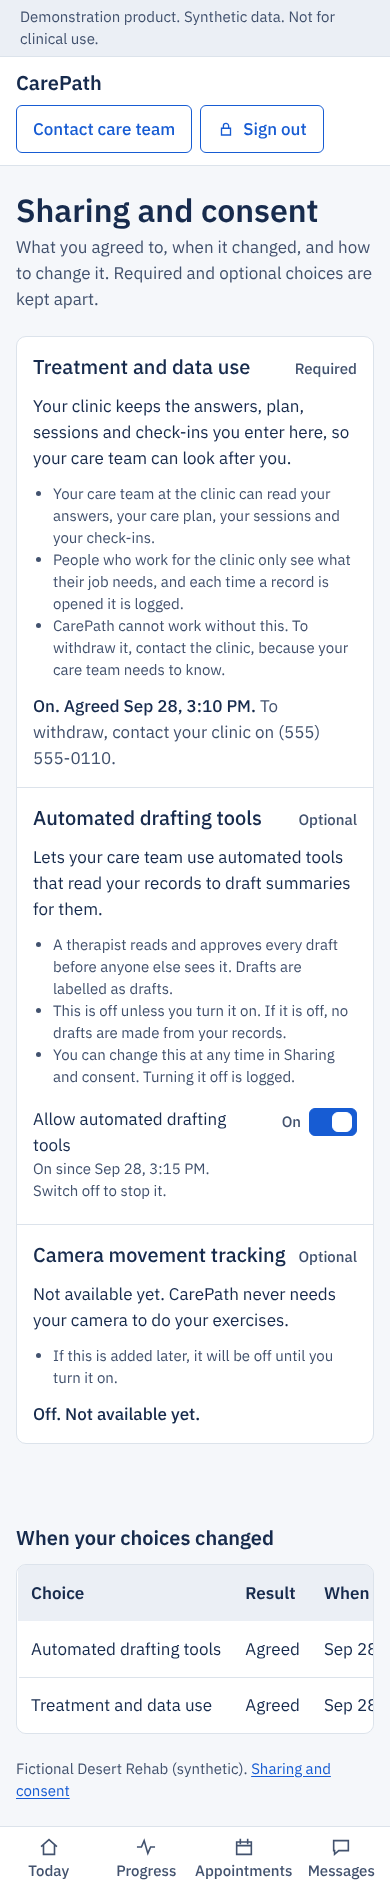 Demonstration product. Synthetic data. Not for
clinical use.
CarePath
Contact care team
Sign out
Sharing and consent
What you agreed to, when it changed, and how
to change it. Required and optional choices are
kept apart.
Treatment and data use
Required
Your clinic keeps the answers, plan,
sessions and check-ins you enter here, so
your care team can look after you.
• Your care team at the clinic can read your
answers, your care plan, your sessions and
your check-ins.
• People who work for the clinic only see what
their job needs, and each time a record is
opened it is logged.
• CarePath cannot work without this. To
withdraw it, contact the clinic, because your
care team needs to know.
On. Agreed Sep 28, 3:10 PM. To
withdraw, contact your clinic on (555)
555-0110.
Automated drafting tools
Optional
Lets your care team use automated tools
that read your records to draft summaries
for them.
• A therapist reads and approves every draft
before anyone else sees it. Drafts are
labelled as drafts.
• This is off unless you turn it on. If it is off, no
drafts are made from your records.
• You can change this at any time in Sharing
and consent. Turning it off is logged.
Allow automated drafting
tools
On
On since Sep 28, 3:15 PM.
Switch off to stop it.
Camera movement tracking
Optional
Not available yet. CarePath never needs
your camera to do your exercises.
• If this is added later, it will be off until you
turn it on.
Off. Not available yet.
When your choices changed
Choice Result When
Automated drafting tools Agreed Sep 28
Treatment and data use Agreed Sep 28
Fictional Desert Rehab (synthetic). Sharing and
consent
Today Progress Appointments Messages